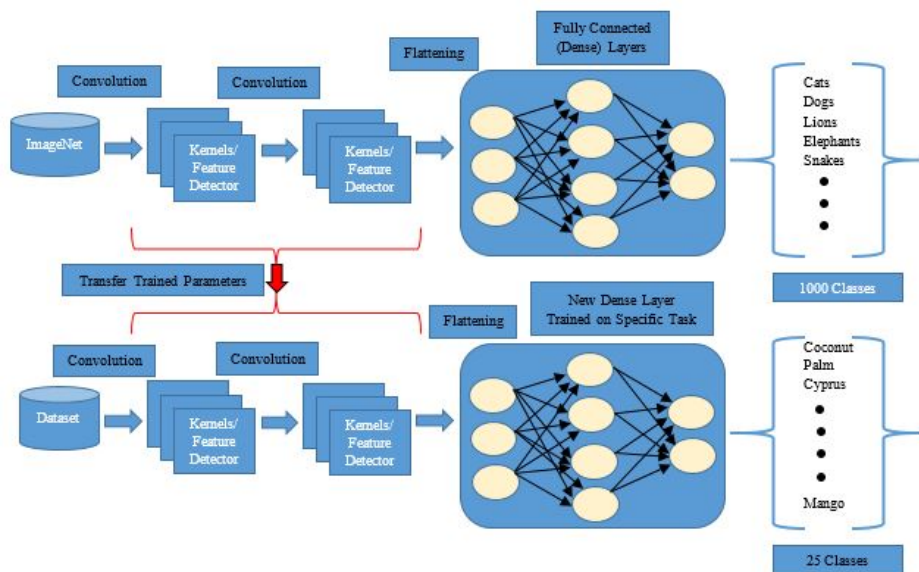 Fully Connected
(Dense) Layers
Flattening
Convolution
Convolution
ImageNet
Kernels/
Feature
Detector
Kernels/
Feature
Detector
Cats
Dogs
Lions
Elephants
Snakes
1000 Classes
Transfer Trained Parameters
New Dense Layer
Trained on Specific Task
Flattening
Convolution
Convolution
Dataset
Kernels/
Feature
Detector
Kernels/
Feature
Detector
Coconut
Palm
Cyprus
Mango
25 Classes